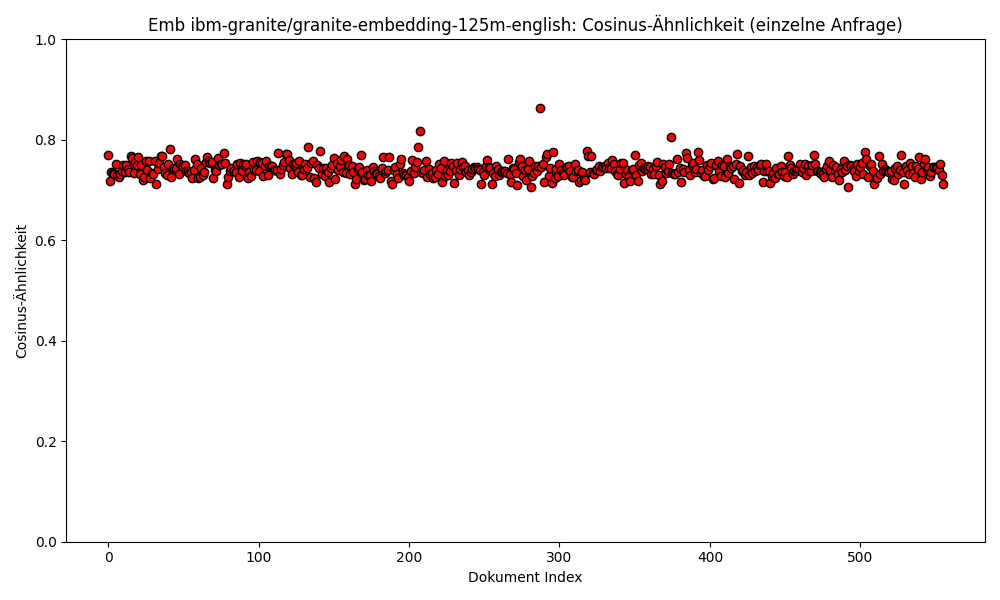 Emb ibm-granite/granite-embedding-125m-english: Cosinus-Ähnlichkeit (einzelne Anfrage)
1.0
0.8
0.6
0.4
0.2
0.0
Cosinus-Ähnlichkeit
0 100 200 300 400 500
Dokument Index